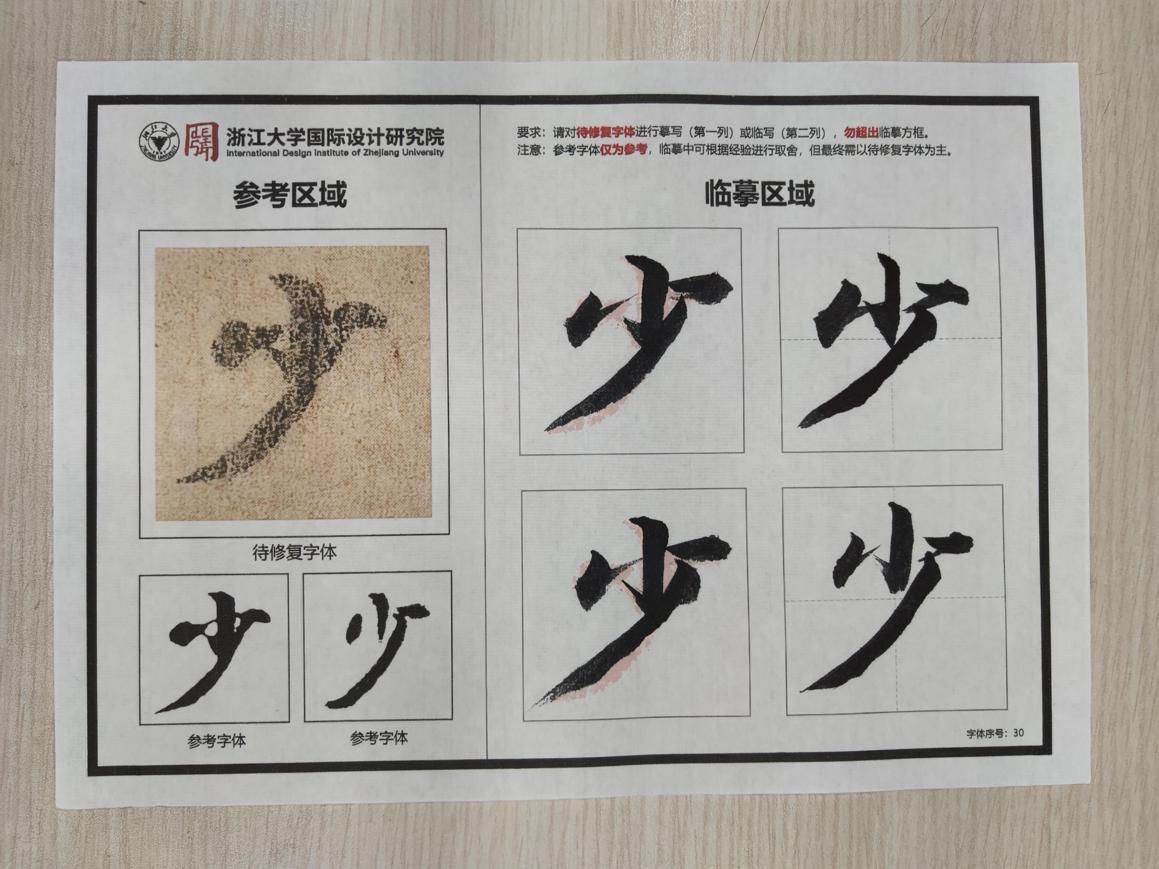 浙江大学国际设计研究院
International Design Institute of Zhejiang University
参考区域
少
待修复字体
少
少
参考字体
参考字体
要求：请对待修复字体进行摹写（第一列）或临写（第二列），勿超出临摹方框。
注意：参考字体仅为参考，临摹中可根据经验进行取舍，但最终需以待修复字体为主。
临摹区域
少
少
少
少
字体序号：30